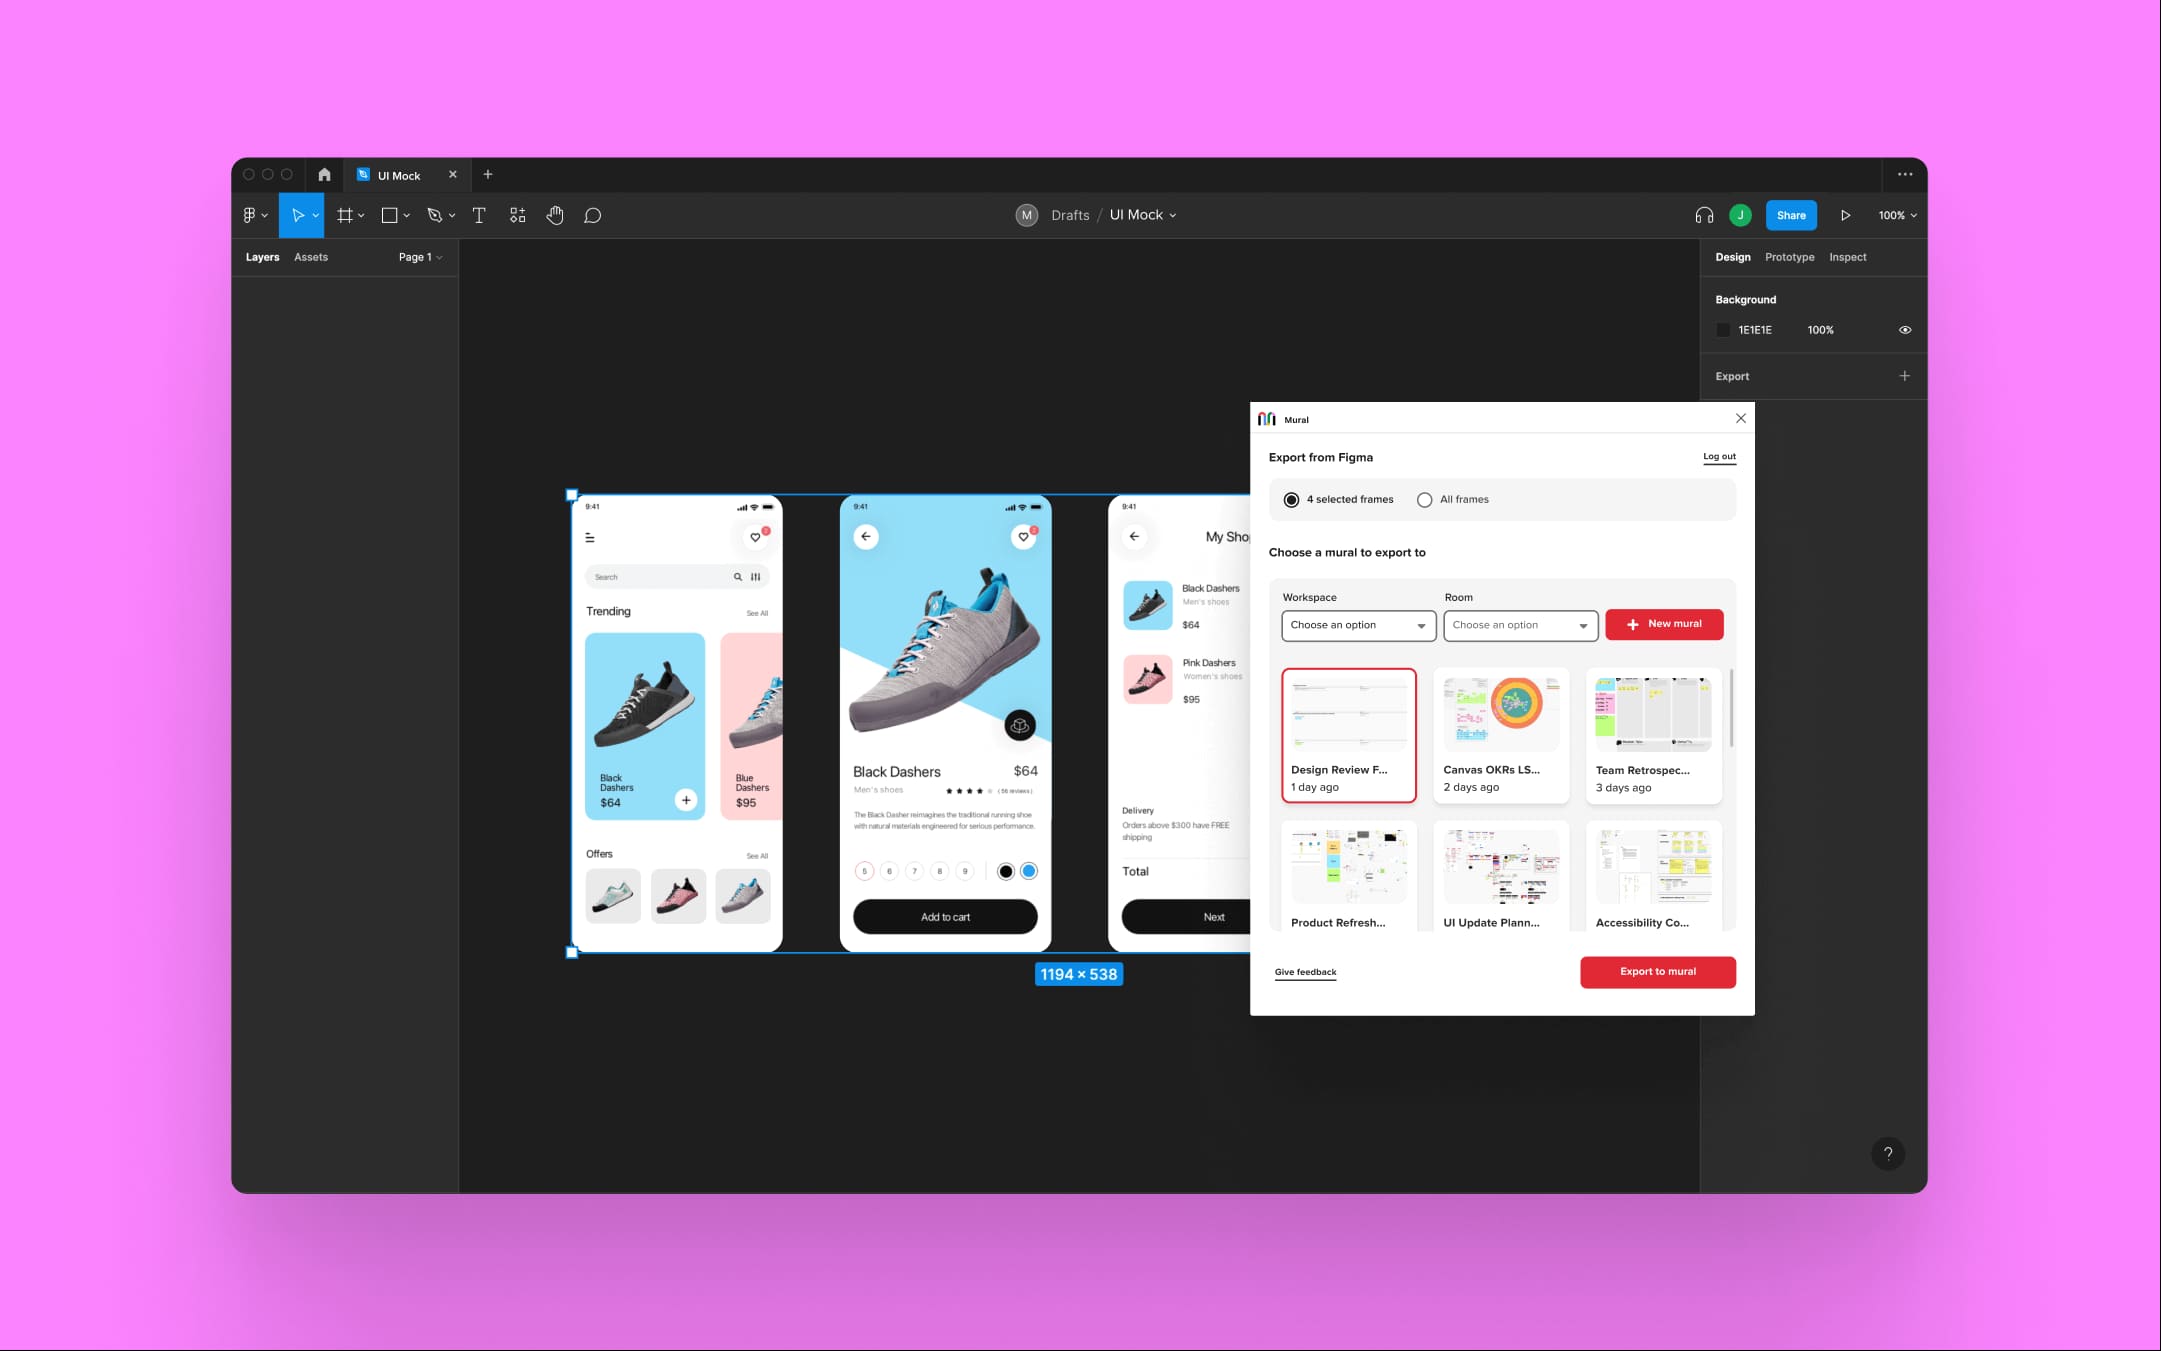 UI Mock
M
Drafts / UI Mock
J
Share
100%
Layers
Assets
Page 1
Design
Prototype
Inspect
Background
1E1E1E
100%
Export
9:41
Search
Trending
See All
Black
Dashers
$64
Blue
Dashers
$95
Offers
See All
9:41
Black Dashers
$64
Men's shoes
( 56 reviews )
The Black Dasher reimagines the traditional running shoe
with natural materials engineered for serious performance.
5
6
7
8
9
Add to cart
9:41
My Shop
Black Dashers
Men's shoes
$64
Pink Dashers
Women's shoes
$95
Delivery
Orders above $300 have FREE
shipping
Total
Next
1194 × 538
Mural
Export from Figma
Log out
4 selected frames
All frames
Choose a mural to export to
Workspace
Room
Choose an option
Choose an option
New mural
Design Review F...
1 day ago
Canvas OKRs LS...
2 days ago
Team Retrospec...
3 days ago
Product Refresh...
UI Update Plann...
Accessibility Co...
Give feedback
Export to mural
?